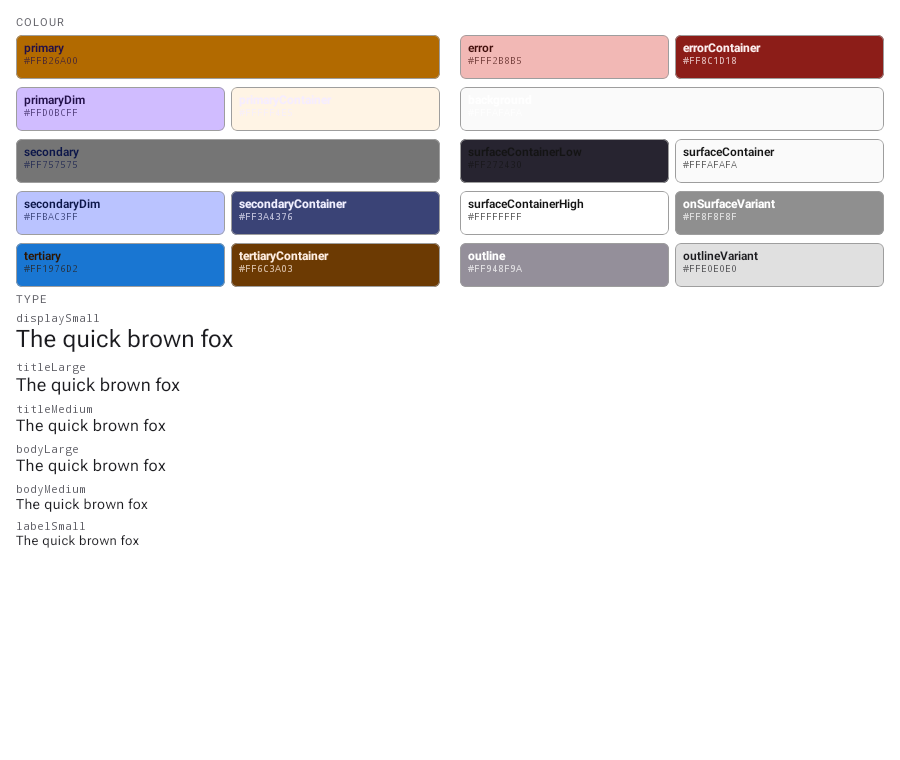 COLOUR
primary
#FFB26A00
primaryDim
#FFD0BCFF
primaryContainer
secondary
#FF757575
secondaryDim
#FFBAC3FF
secondaryContainer
#FF3A4376
tertiary
#FF1976D2
tertiaryContainer
#FF6C3A03
error
#FFF2B8B5
errorContainer
#FF8C1D18
background
surfaceContainerLow
surfaceContainer
#FFFAFAFA
surfaceContainerHigh
#FFFFFFFF
onSurfaceVariant
#FF8F8F8F
outline
#FF948F9A
outlineVariant
#FFE0E0E0
TYPE
displaySmall
The quick brown fox
titleLarge
The quick brown fox
titleMedium
The quick brown fox
bodyLarge
The quick brown fox
bodyMedium
The quick brown fox
labelSmall
The quick brown fox